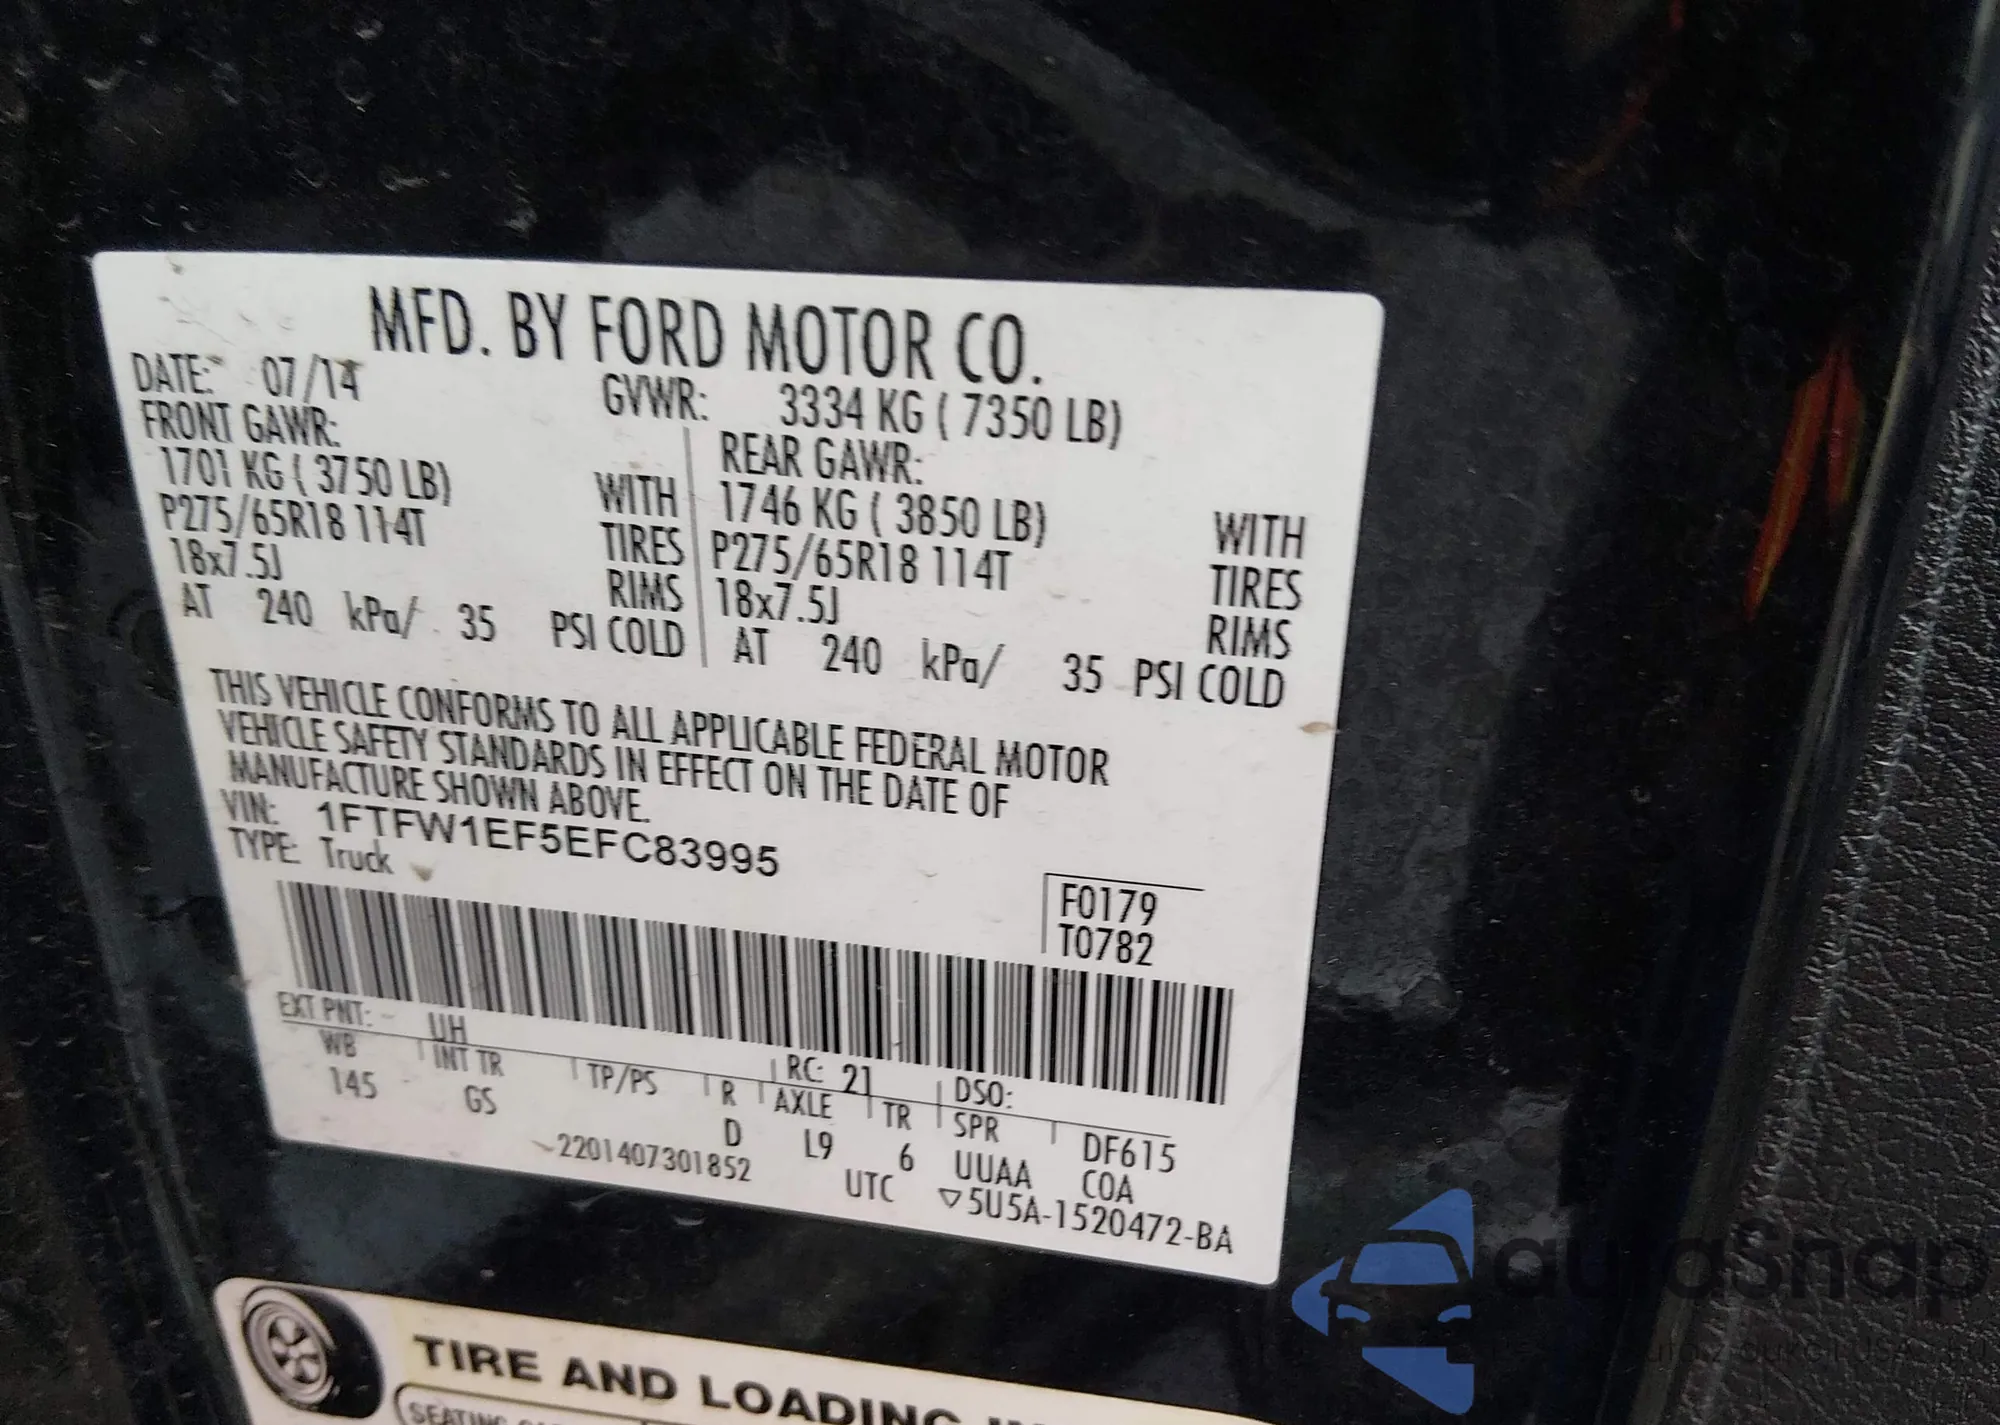 MFD. BY FORD MOTOR CO.
DATE: 07/14 GVWR: 3334 KG ( 7350 LB)
FRONT GAWR: REAR GAWR:
1701 KG ( 3750 LB) WITH 1746 KG ( 3850 LB) WITH
P275/65R18 114T TIRES P275/65R18 114T TIRES
18x7.5J RIMS 18x7.5J RIMS
AT 240 kPa/ 35 PSI COLD AT 240 kPa/ 35 PSI COLD
THIS VEHICLE CONFORMS TO ALL APPLICABLE FEDERAL MOTOR
VEHICLE SAFETY STANDARDS IN EFFECT ON THE DATE OF
MANUFACTURE SHOWN ABOVE.
VIN: 1FTFW1EF5EFC83995
TYPE: Truck
F0179
T0782
EXT PNT: UH RC: 21 DSO:
WB INT TR TP/PS R AXLE TR SPR DF615
145 GS D L9 6 UUAA COA
2201407301852 UTC ▽5U5A-1520472-BA
TIRE AND LOADING
SEATING
autosnap